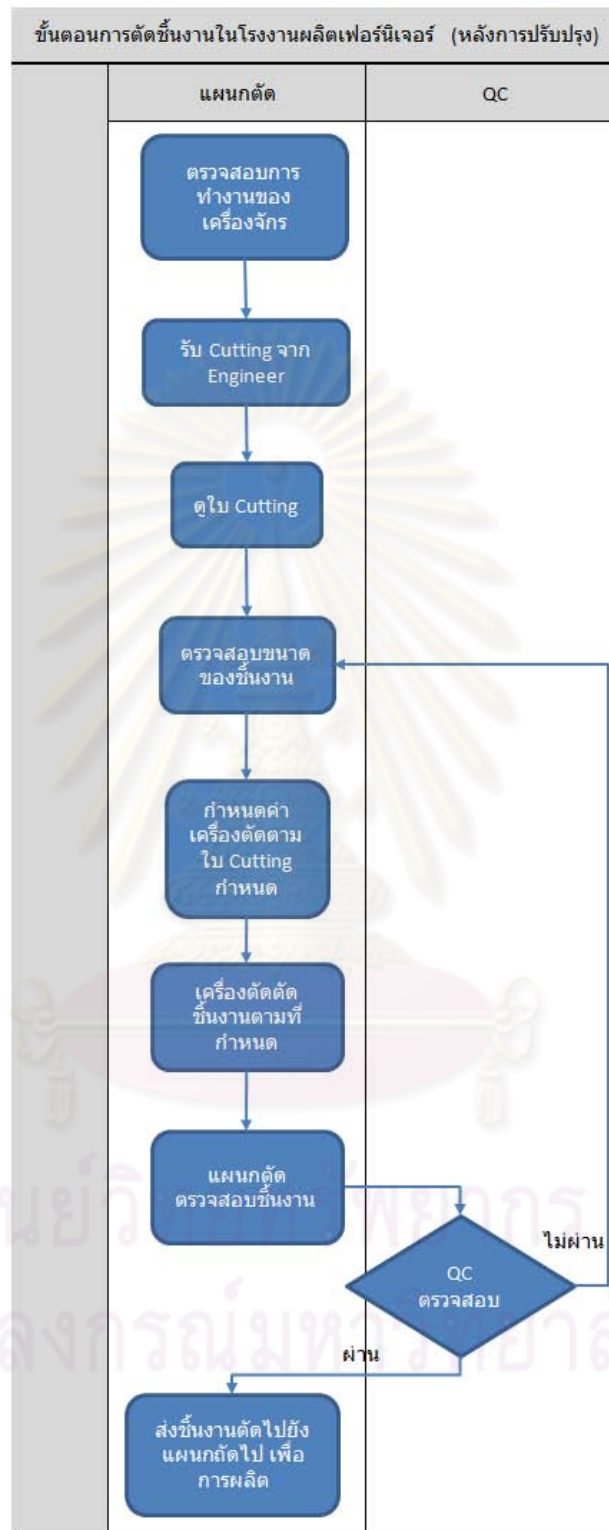 ขั้นตอนการตัดชิ้นงานในโรงงานผลิตเฟอร์นิเจอร์ (หลังการปรับปรุง)
แผนกตัด
QC
ตรวจสอบการ
ทำงานของ
เครื่องจักร
รับ Cutting จาก
Engineer
ดูใบ Cutting
ตรวจสอบขนาด
ของชิ้นงาน
กำหนดค่า
เครื่องตัดตาม
ใบ Cutting
กำหนด
เครื่องตัดตัด
ชิ้นงานตามที่
กำหนด
แผนกตัด
ตรวจสอบชิ้นงาน
ไม่ผ่าน
QC
ตรวจสอบ
ผ่าน
ส่งชิ้นงานตัดไปยัง
แผนกถัดไป เพื่อ
การผลิต